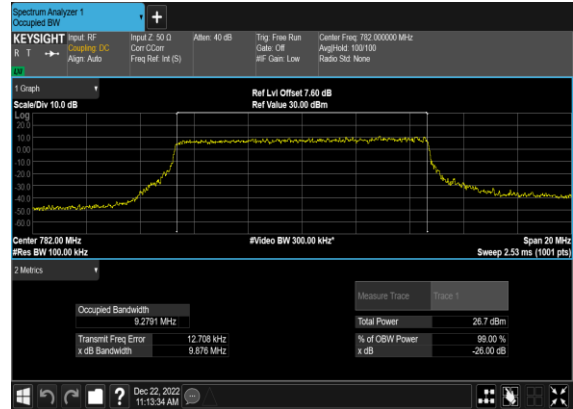 Spectrum Analyzer 1
Occupied BW
+
KEYSIGHT Input: RF Input Z: 50 Ω Atten: 40 dB Trig: Free Run Center Freq: 782.000000 MHz
R T Coupling: DC Corr CCorr Gate: Off Avg|Hold: 100/100
Align: Auto Freq Ref: Int (S) #IF Gain: Low Radio Std: None
1 Graph
Ref Lvl Offset 7.60 dB
Scale/Div 10.0 dB Ref Value 30.00 dBm
Log
20.0
10.0
0.00
-10.0
-20.0
-30.0
-40.0
-50.0
-60.0
Center 782.00 MHz #Video BW 300.00 kHz* Span 20 MHz
#Res BW 100.00 kHz Sweep 2.53 ms (1001 pts)
2 Metrics
Measure Trace Trace 1
Occupied Bandwidth
9.2791 MHz Total Power 26.7 dBm
Transmit Freq Error 12.708 kHz % of OBW Power 99.00 %
x dB Bandwidth 9.876 MHz x dB -26.00 dB
? Dec 22, 2022
11:13:34 AM